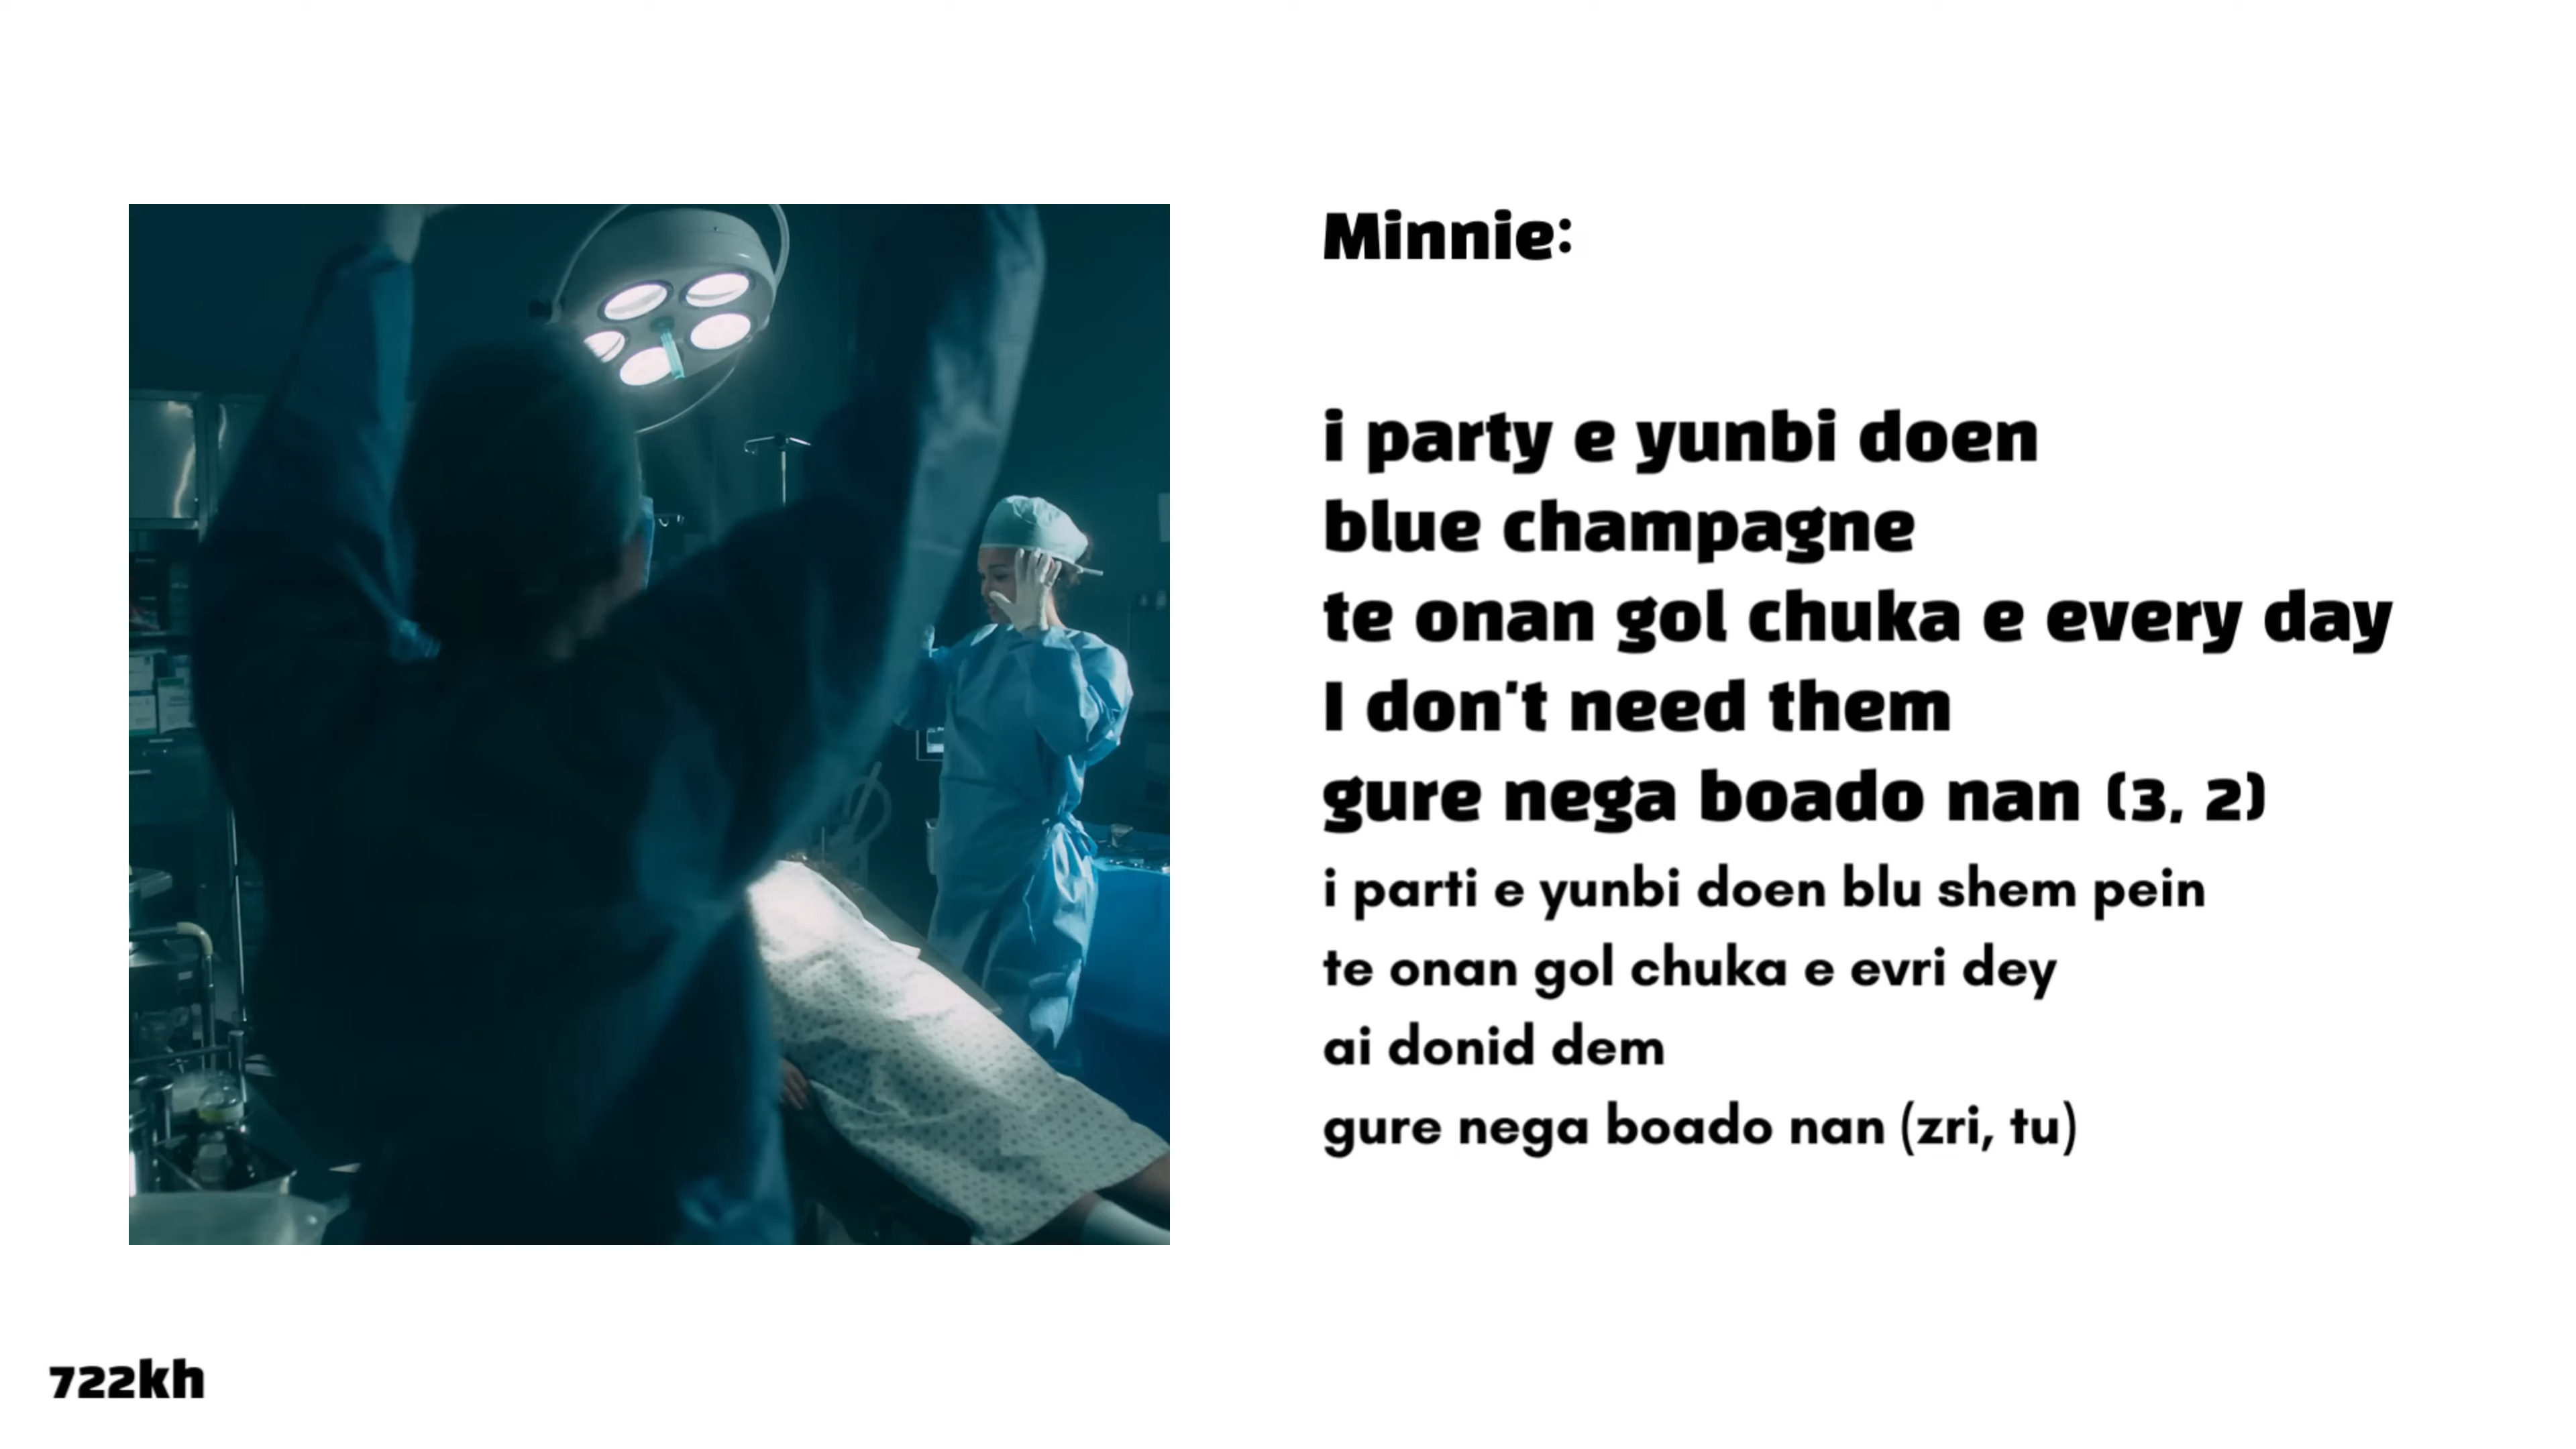 Minnie:
i party e yunbi doen
blue champagne
te onan gol chuka e every day
I don't need them
gure nega boado nan (3, 2)
i parti e yunbi doen blu shem pein
te onan gol chuka e evri dey
ai donid dem
gure nega boado nan (zri, tu)
722kh